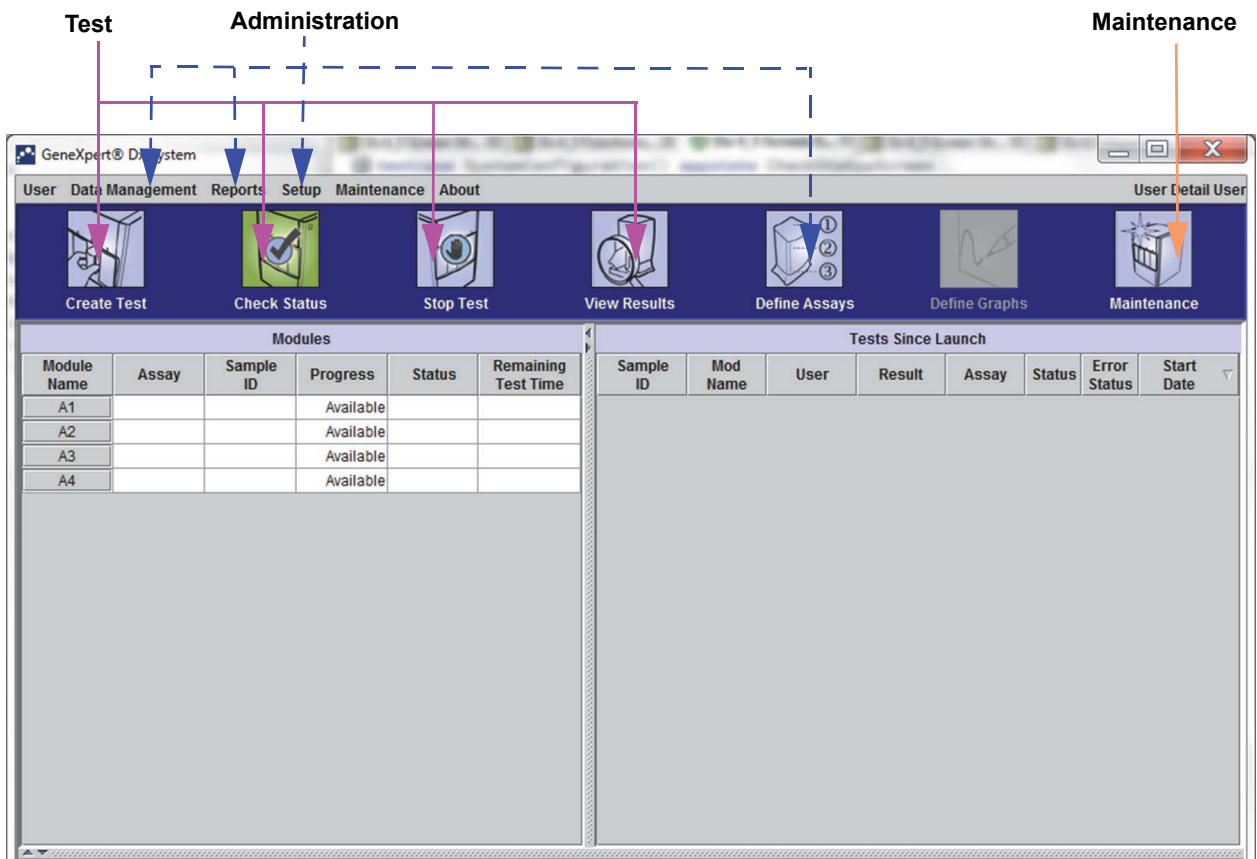 Test Administration Maintenance
GeneXpert® Dx System
User Data Management Reports Setup Maintenance About User Detail User
①
②
③
Create Test Check Status Stop Test View Results Define Assays Define Graphs Maintenance
Modules Tests Since Launch
Module Name Assay Sample ID Progress Status Remaining Test Time Sample ID Mod Name User Result Assay Status Error Status Start Date
A1 Available
A2 Available
A3 Available
A4 Available